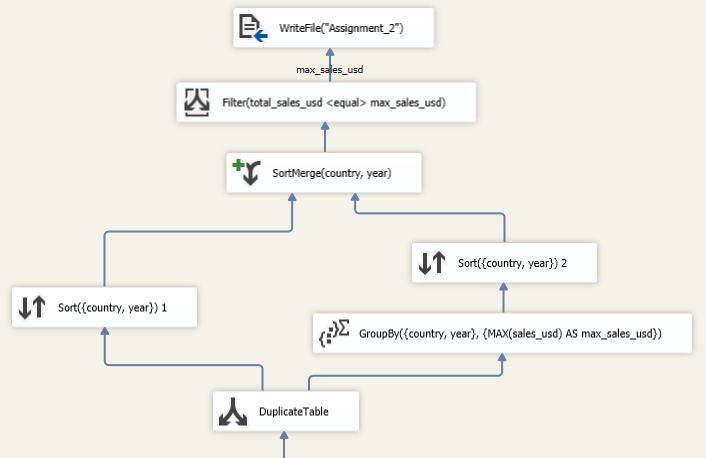 WriteFile("Assignment_2")
max_sales_usd
Filter(total_sales_usd <equal> max_sales_usd)
SortMerge(country, year)
Sort({country, year}) 2
Sort({country, year}) 1
GroupBy({country, year}, {MAX(sales_usd) AS max_sales_usd})
DuplicateTable